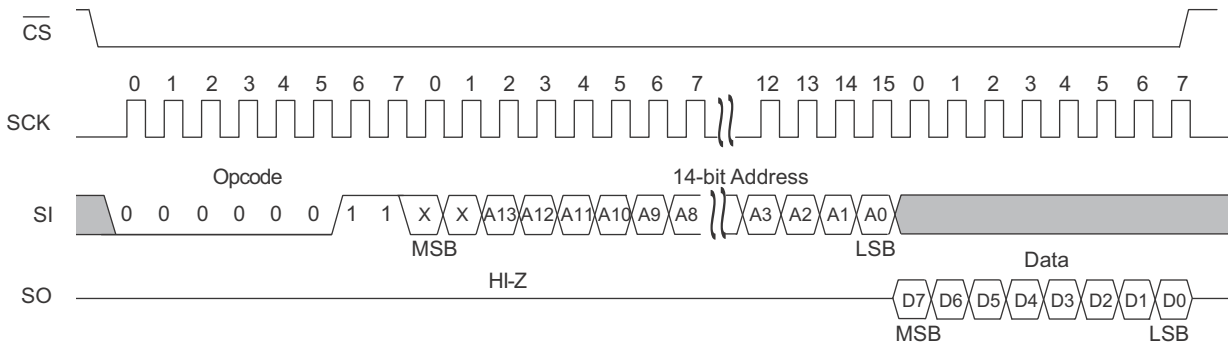 CS
0 1 2 3 4 5 6 7 0 1 2 3 4 5 6 7 12 13 14 15 0 1 2 3 4 5 6 7
SCK
Opcode 14-bit Address
SI 0 0 0 0 0 0 1 1 X X A13 A12 A11 A10 A9 A8 A3 A2 A1 A0
MSB LSB Data
HI-Z
SO D7 D6 D5 D4 D3 D2 D1 D0
MSB LSB